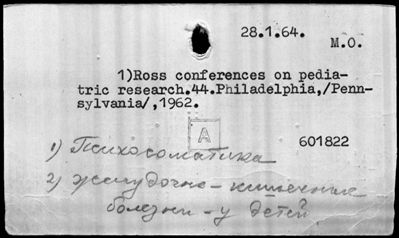 28.1.64.
М.О.
1)Ross conferences on pedia-
tric research.44.Philadelphia,/Penn-
sylvania/,1962.
A
601822
1) Психосоматика
2) желудочно-кишечные
болезни - у детей